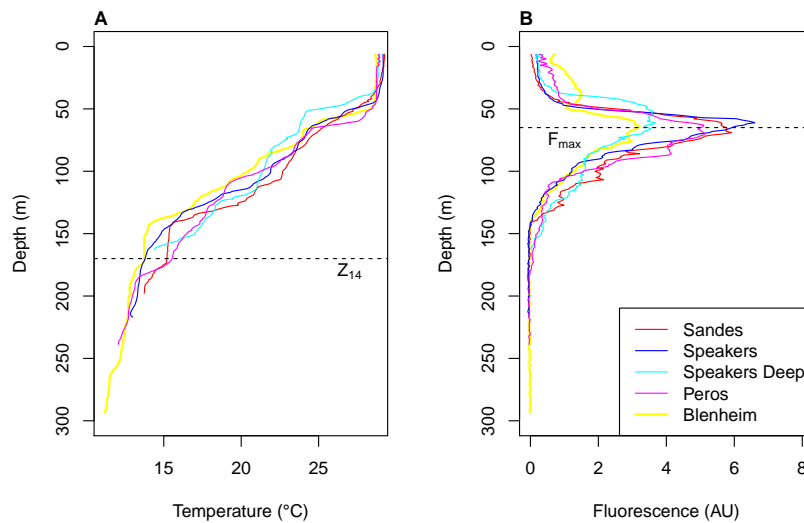 A
0
50
100
150
200
250
300
Depth (m)
Z14
15
20
25
Temperature (°C)
B
0
50
100
150
200
250
300
Depth (m)
Fmax
Sandes
Speakers
Speakers Deep
Peros
Blenheim
0
2
4
6
8
Fluorescence (AU)